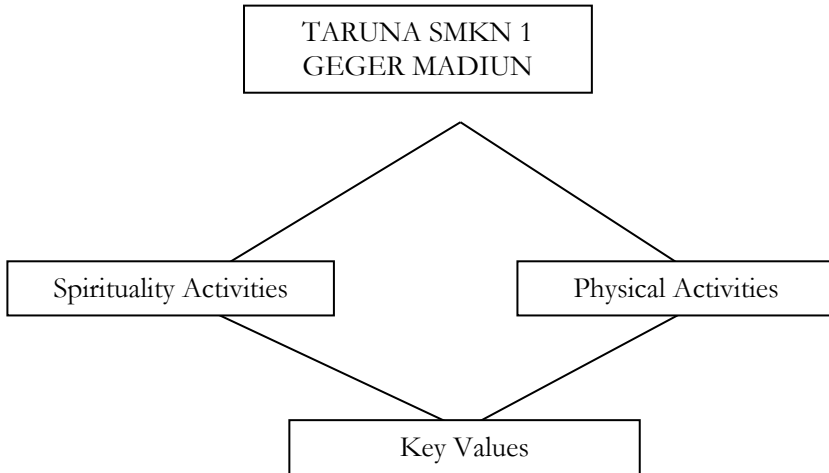 TARUNA SMKN 1
GEGER MADIUN
Spirituality Activities
Physical Activities
Key Values